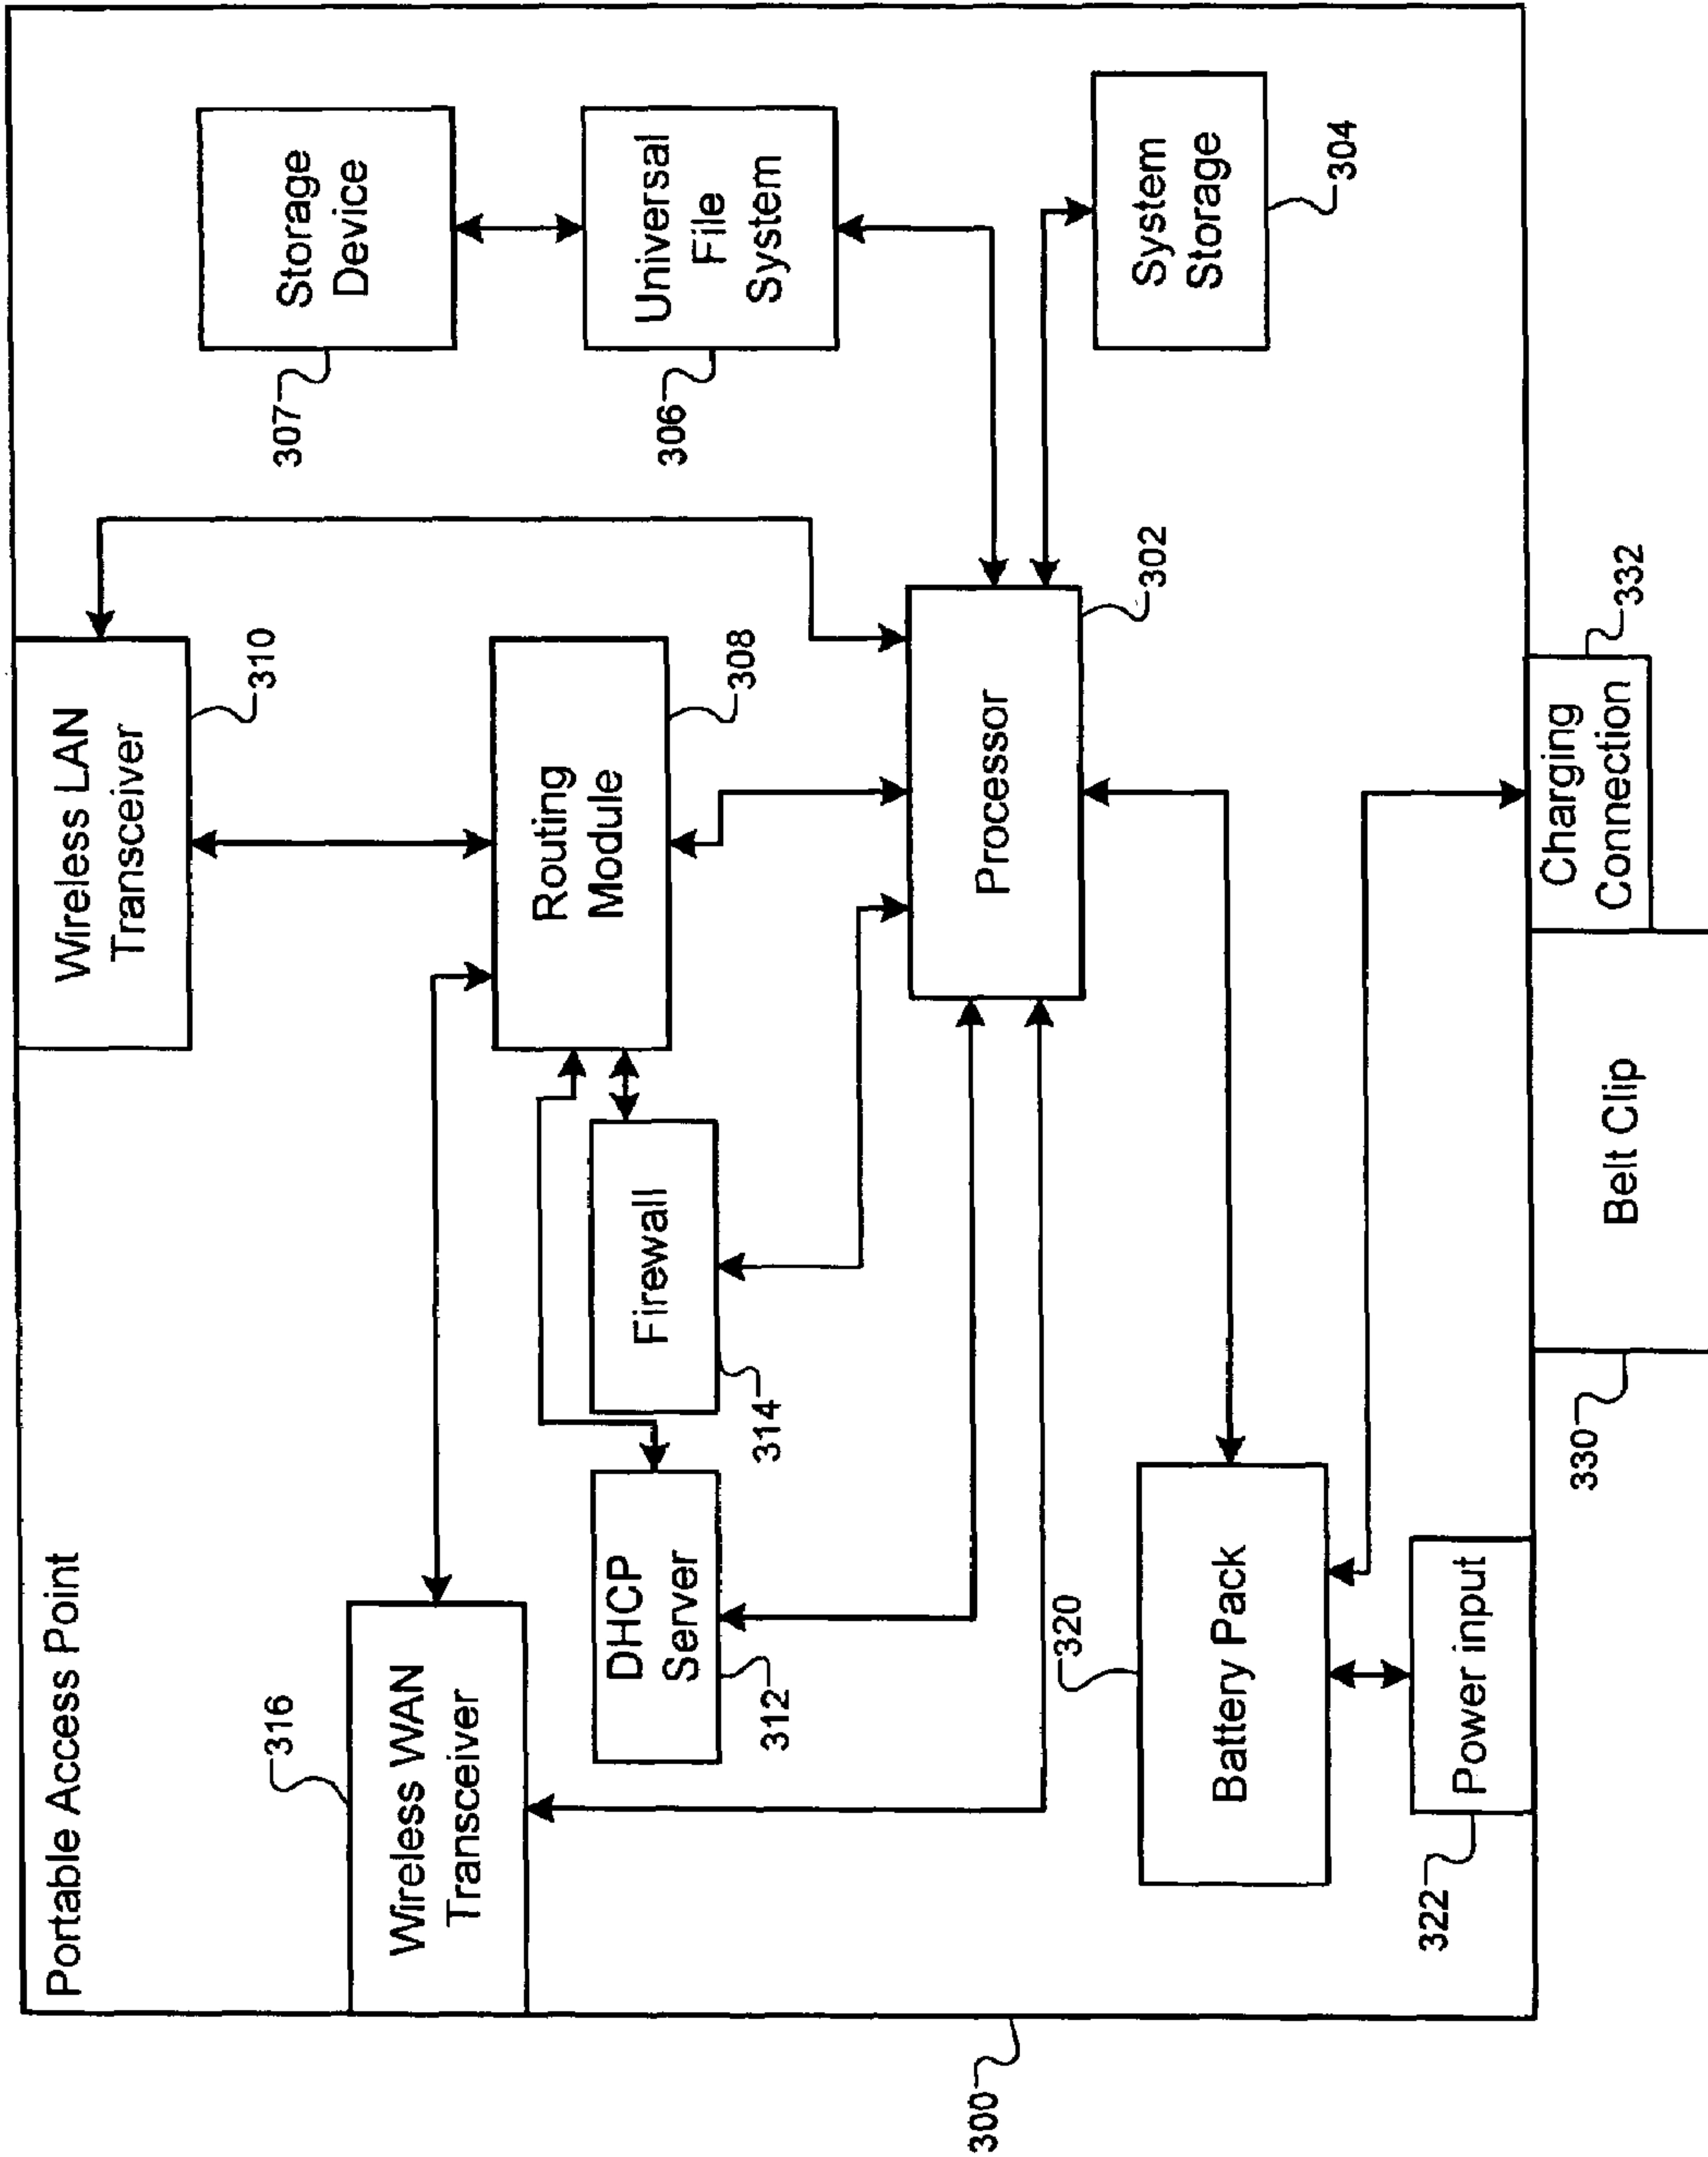 Portable Access Point
316
Wireless WAN
Transceiver
Wireless LAN
Transceiver
310
307
Storage
Device
306
Universal
File
System
Routing
Module
308
DHCP
Server
312
Firewall
314
Processor
302
System
Storage
304
320
Battery Pack
322
Power input
300
330
Belt Clip
Charging
Connection
332